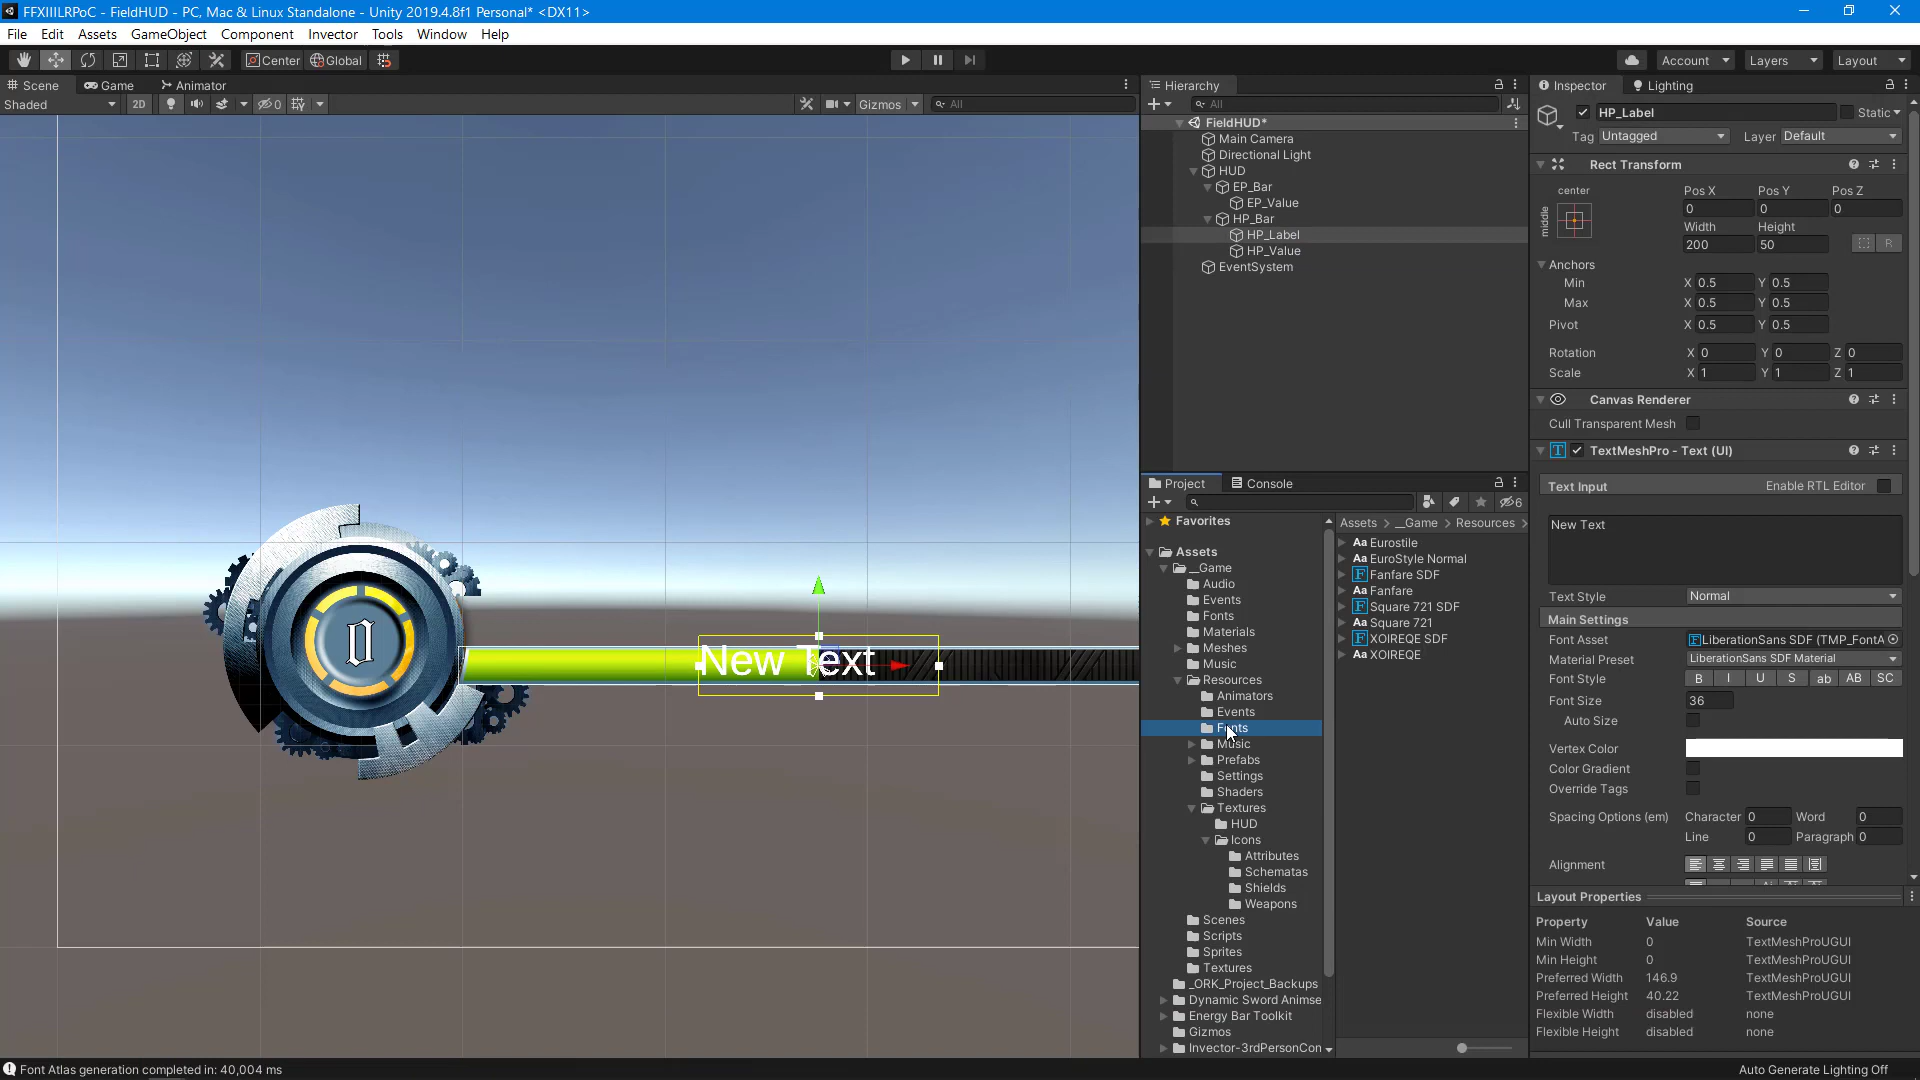 FFXIIILRPoC - FieldHUD - PC, Mac & Linux Standalone - Unity 2019.4.8f1 Personal* <DX11>
File Edit Assets GameObject Component Invector Tools Window Help
Center Global Account Layers Layout
Scene Game Animator
Shaded 2D 0 Gizmos All
New Text
0
Hierarchy
All
FieldHUD*
Main Camera
Directional Light
HUD
EP_Bar
EP_Value
HP_Bar
HP_Label
HP_Value
EventSystem
Project Console
6
Favorites
Assets
__Game
Audio
Events
Fonts
Materials
Meshes
Music
Resources
Animators
Events
Fonts
Music
Prefabs
Settings
Shaders
Textures
HUD
Icons
Attributes
Schematas
Shields
Weapons
Scenes
Scripts
Sprites
Textures
_ORK_Project_Backups
Dynamic Sword Animse
Energy Bar Toolkit
Gizmos
Invector-3rdPersonCon
Assets > __Game > Resources >
Aa Eurostile
Aa EuroStyle Normal
F Fanfare SDF
Aa Fanfare
F Square 721 SDF
Aa Square 721
F XOIREQE SDF
Aa XOIREQE
Inspector Lighting
HP_Label Static
Tag Untagged Layer Default
Rect Transform
center Pos X Pos Y Pos Z
middle 0 0 0
Width Height
200 50 R
Anchors
Min X 0.5 Y 0.5
Max X 0.5 Y 0.5
Pivot X 0.5 Y 0.5
Rotation X 0 Y 0 Z 0
Scale X 1 Y 1 Z 1
Canvas Renderer
Cull Transparent Mesh
T TextMeshPro - Text (UI)
Text Input Enable RTL Editor
New Text
Text Style Normal
Main Settings
Font Asset F LiberationSans SDF (TMP_FontA
Material Preset LiberationSans SDF Material
Font Style B I U S ab AB SC
Font Size 36
Auto Size
Vertex Color
Color Gradient
Override Tags
Spacing Options (em) Character 0 Word 0
Line 0 Paragraph 0
Alignment
Layout Properties
Property Value Source
Min Width 0 TextMeshProUGUI
Min Height 0 TextMeshProUGUI
Preferred Width 146.9 TextMeshProUGUI
Preferred Height 40.22 TextMeshProUGUI
Flexible Width disabled none
Flexible Height disabled none
Font Atlas generation completed in: 40,004 ms
Auto Generate Lighting Off